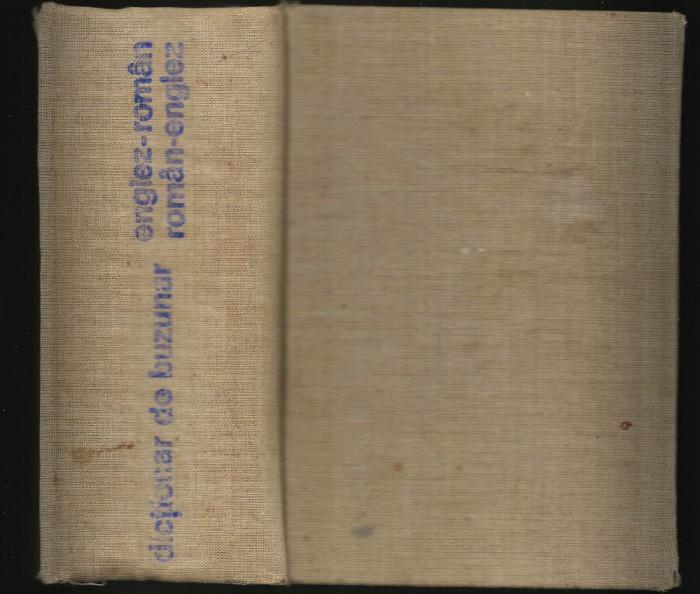 dicționar de buzunar
englez-român
român-englez